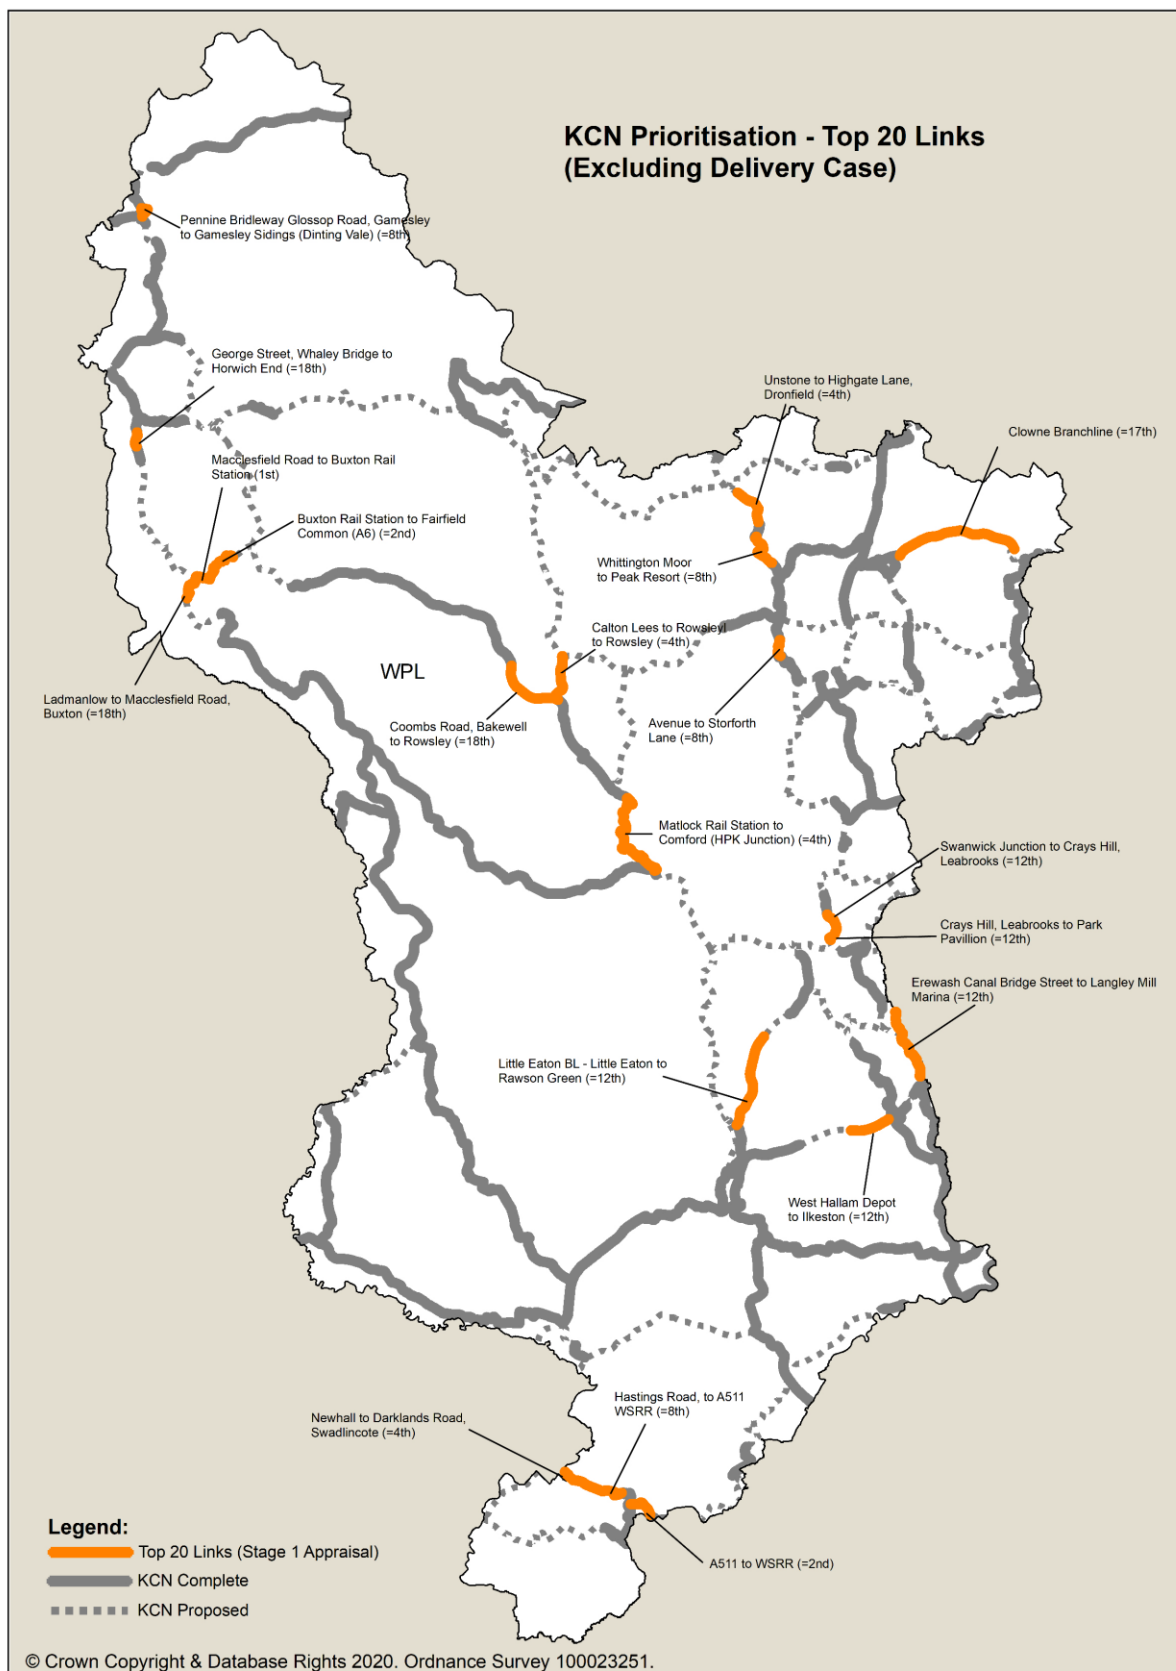 KCN Prioritisation - Top 20 Links
(Excluding Delivery Case)
Pennine Bridleway Glossop Road, Gamesley
to Gamesley Sidings (Dinting Vale) (=8th)
George Street, Whaley Bridge to
Horwich End (=18th)
Macclesfield Road to Buxton Rail
Station (1st)
Buxton Rail Station to Fairfield
Common (A6) (=2nd)
Unstone to Highgate Lane,
Dronfield (=4th)
Clowne Branchline (=17th)
Whittington Moor
to Peak Resort (=8th)
Calton Lees to Rowsleyl
to Rowsley (=4th)
WPL
Ladmanlow to Macclesfield Road,
Buxton (=18th)
Coombs Road, Bakewell
to Rowsley (=18th)
Avenue to Storforth
Lane (=8th)
Matlock Rail Station to
Comford (HPK Junction) (=4th)
Swanwick Junction to Crays Hill,
Leabrooks (=12th)
Crays Hill, Leabrooks to Park
Pavillion (=12th)
Erewash Canal Bridge Street to Langley Mill
Marina (=12th)
Little Eaton BL - Little Eaton to
Rawson Green (=12th)
West Hallam Depot
to Ilkeston (=12th)
Hastings Road, to A511
WSRR (=8th)
Newhall to Darklands Road,
Swadlincote (=4th)
A511 to WSRR (=2nd)
Legend:
Top 20 Links (Stage 1 Appraisal)
KCN Complete
KCN Proposed
© Crown Copyright & Database Rights 2020. Ordnance Survey 100023251.